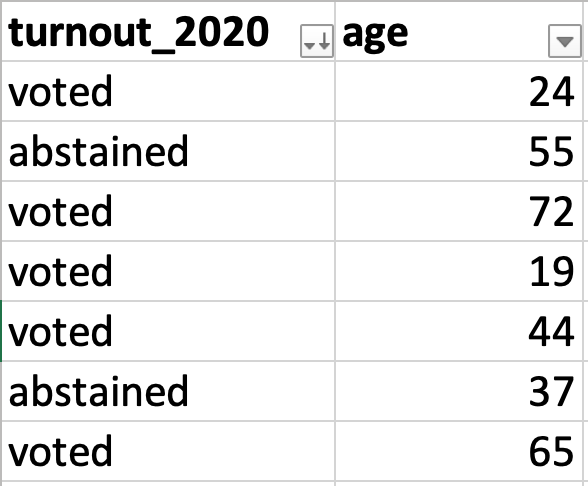 turnout_2020 age
voted 24
abstained 55
voted 72
voted 19
voted 44
abstained 37
voted 65